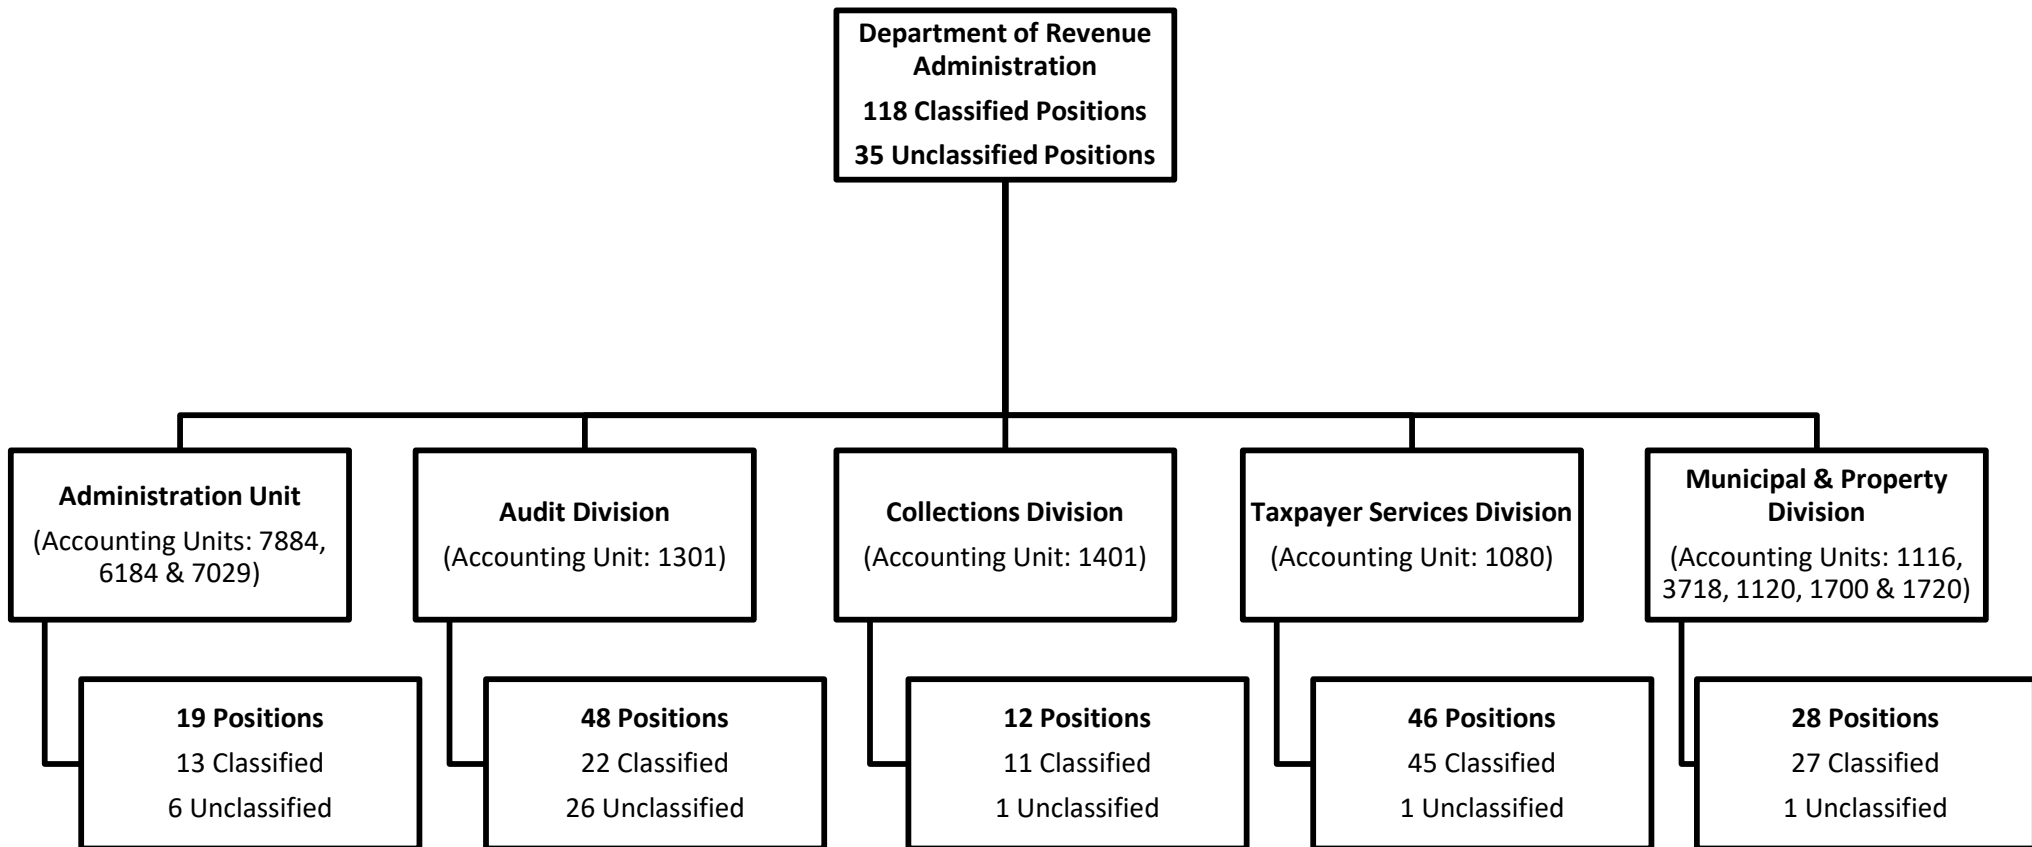 Department of Revenue
Administration
118 Classified Positions
35 Unclassified Positions
Administration Unit
(Accounting Units: 7884,
6184 & 7029)
Audit Division
(Accounting Unit: 1301)
Collections Division
(Accounting Unit: 1401)
Taxpayer Services Division
(Accounting Unit: 1080)
Municipal & Property
Division
(Accounting Units: 1116,
3718, 1120, 1700 & 1720)
19 Positions
13 Classified
6 Unclassified
48 Positions
22 Classified
26 Unclassified
12 Positions
11 Classified
1 Unclassified
46 Positions
45 Classified
1 Unclassified
28 Positions
27 Classified
1 Unclassified